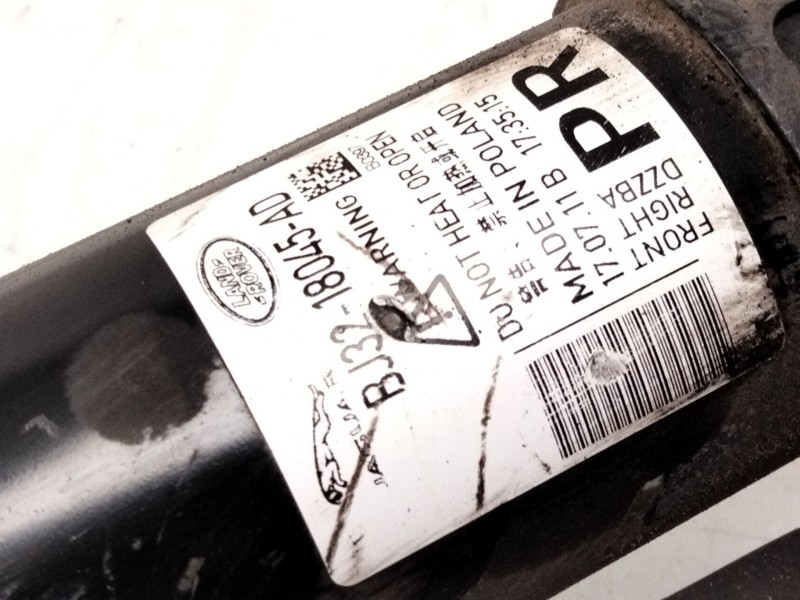 LAND
ROVER
BJ32-18045-AD
WARNING
DO NOT HEAT OR OPEN
MADE IN POLAND
17.07.11B 17:35:15
PR
FRONT
RIGHT
DZZBA